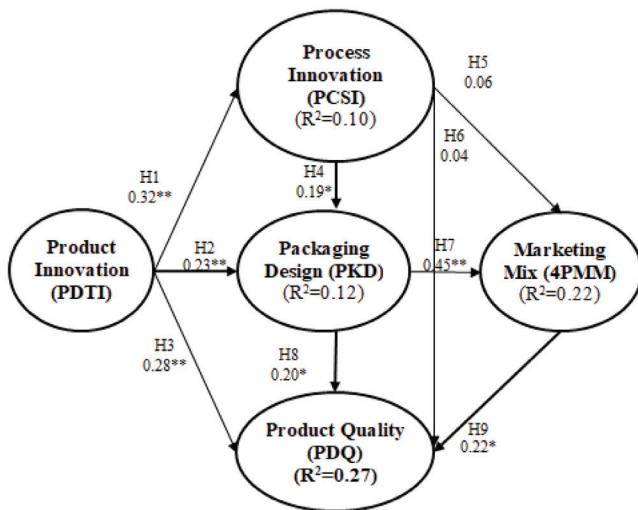 Process
Innovation
(PCSI)
(R²=0.10)
H5
0.06
H6
0.04
H1
0.32**
H4
0.19*
Product
Innovation
(PDTI)
H2
0.23**
Packaging
Design (PKD)
(R²=0.12)
H7
0.45**
Marketing
Mix (4PMM)
(R²=0.22)
H3
0.28**
H8
0.20*
Product Quality
(PDQ)
(R²=0.27)
H9
0.22*